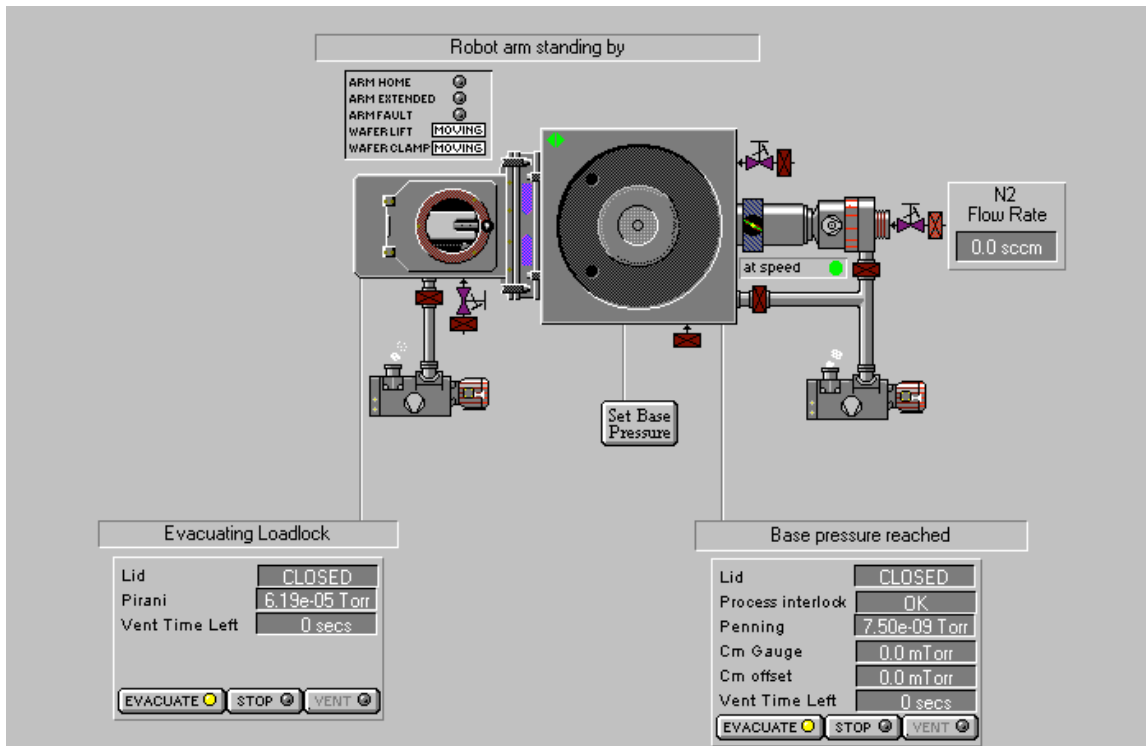 Robot arm standing by
ARM HOME
ARM EXTENDED
ARM FAULT
WAFER LIFT MOVING
WAFER CLAMP MOVING
N2
Flow Rate
0.0 sccm
at speed
Set Base
Pressure
Evacuating Loadlock
Lid CLOSED
Pirani 6.19e-05 Torr
Vent Time Left 0 secs
EVACUATE STOP VENT
Base pressure reached
Lid CLOSED
Process interlock OK
Penning 7.50e-09 Torr
Cm Gauge 0.0 mTorr
Cm offset 0.0 mTorr
Vent Time Left 0 secs
EVACUATE STOP VENT